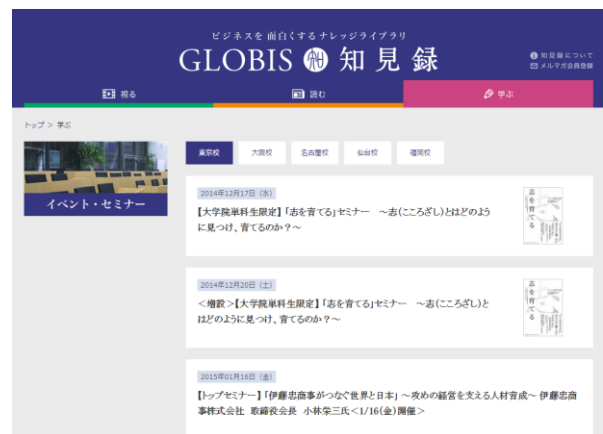 ビジネスを 面白くするナレッジライブラリ
GLOBIS 知見録
知見録について
メルマガ会員登録
視る
読む
学ぶ
トップ > 学ぶ
イベント・セミナー
東京校
大阪校
名古屋校
仙台校
福岡校
2014年12月17日（水）
【大学院単科生限定】「志を育てる」セミナー ～志（こころざし）とはどのよう
に見つけ、育てるのか？～
志を育てる
2014年12月20日（土）
＜増設＞【大学院単科生限定】「志を育てる」セミナー ～志（こころざし）と
はどのように見つけ、育てるのか？～
志を育てる
2015年01月16日（金）
【トップセミナー】「伊藤忠商事がつなぐ世界と日本」～攻めの経営を支える人材育成～ 伊藤忠商
事株式会社 取締役会長 小林栄三氏＜1/16(金)開催＞